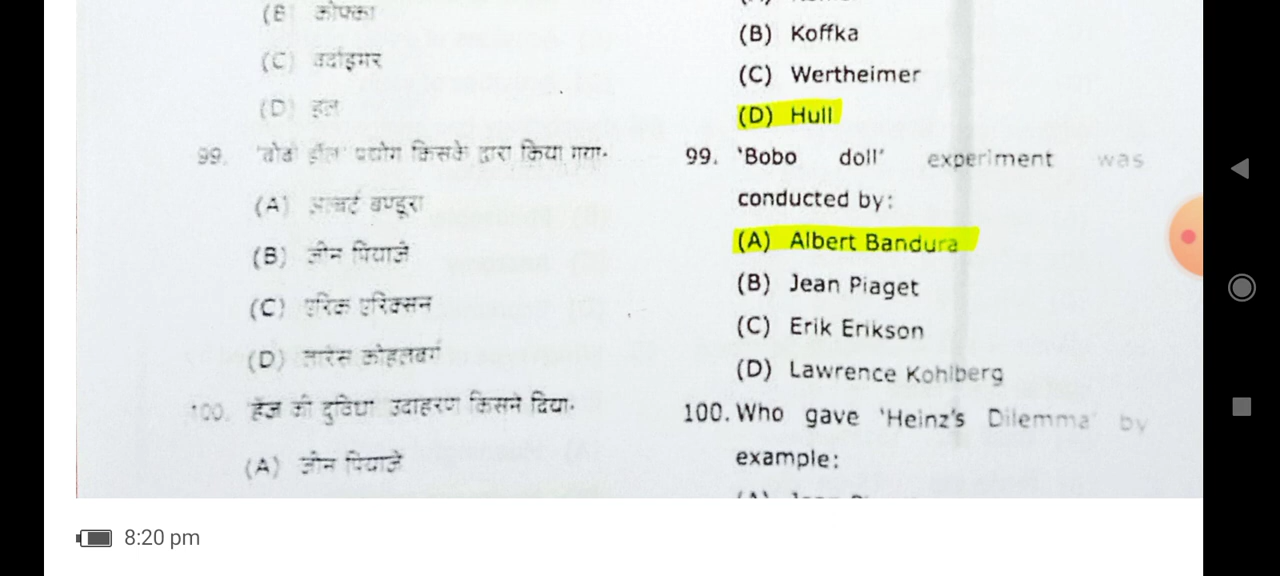 (B) कोफ्का
(C) वर्दाइमर
(D) हल
99. 'बोबो डॉल' प्रयोग किसके द्वारा किया गया-
(A) अल्बर्ट बण्डूरा
(B) जीन पियाजे
(C) एरिक एरिक्सन
(D) लारेंस कोहलबर्ग
100. 'हेंज की दुविधा' उदाहरण किसने दिया-
(A) जीन पियाजे
(B) Koffka
(C) Wertheimer
(D) Hull
99. 'Bobo doll' experiment was
conducted by:
(A) Albert Bandura
(B) Jean Piaget
(C) Erik Erikson
(D) Lawrence Kohlberg
100. Who gave 'Heinz's Dilemma' by
example:
8:20 pm